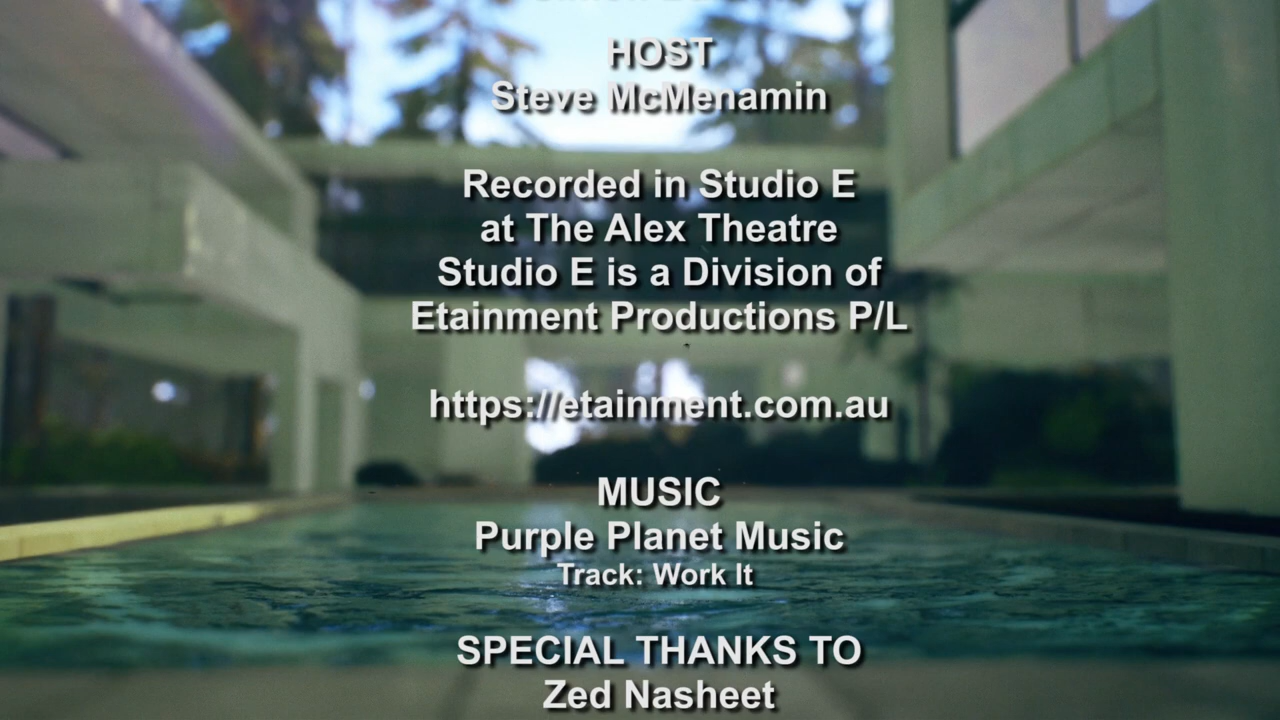 HOST
Steve McMenamin
Recorded in Studio E
at The Alex Theatre
Studio E is a Division of
Etainment Productions P/L
https://etainment.com.au
MUSIC
Purple Planet Music
Track: Work It
SPECIAL THANKS TO
Zed Nasheet